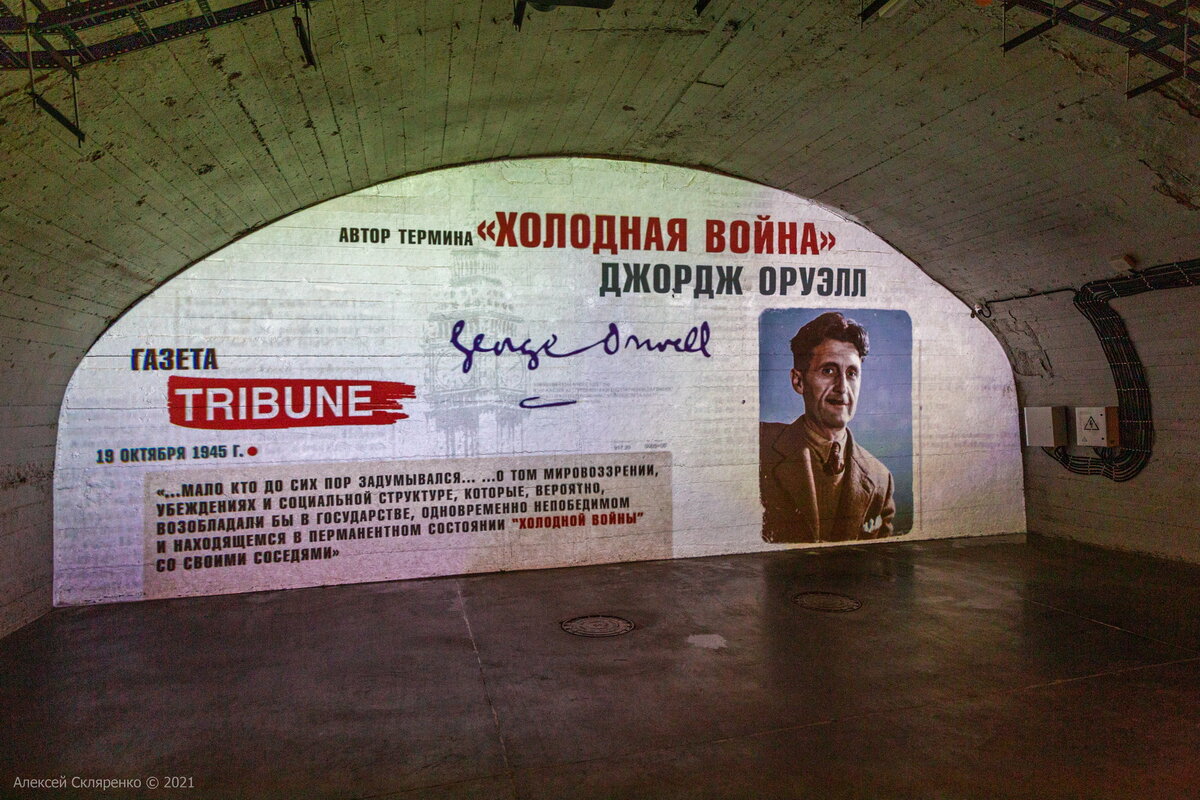 АВТОР ТЕРМИНА «ХОЛОДНАЯ ВОЙНА»
ДЖОРДЖ ОРУЭЛЛ
George Orwell
ГАЗЕТА
TRIBUNE
19 ОКТЯБРЯ 1945 Г.
«...МАЛО КТО ДО СИХ ПОР ЗАДУМЫВАЛСЯ... ...О ТОМ МИРОВОЗЗРЕНИИ,
УБЕЖДЕНИЯХ И СОЦИАЛЬНОЙ СТРУКТУРЕ, КОТОРЫЕ, ВЕРОЯТНО,
ВОЗОБЛАДАЛИ БЫ В ГОСУДАРСТВЕ, ОДНОВРЕМЕННО НЕПОБЕДИМОМ
И НАХОДЯЩЕМСЯ В ПЕРМАНЕНТНОМ СОСТОЯНИИ "ХОЛОДНОЙ ВОЙНЫ"
СО СВОИМИ СОСЕДЯМИ»
Алексей Скляренко © 2021